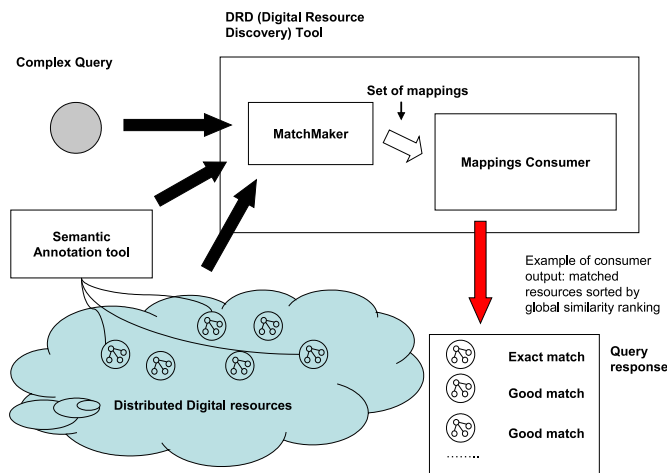 DRD (Digital Resource
Discovery) Tool
Complex Query
Set of mappings
MatchMaker
Mappings Consumer
Semantic
Annotation tool
Example of consumer
output: matched
resources sorted by
global similarity ranking
Distributed Digital resources
Exact match
Good match
Good match
........
Query
response